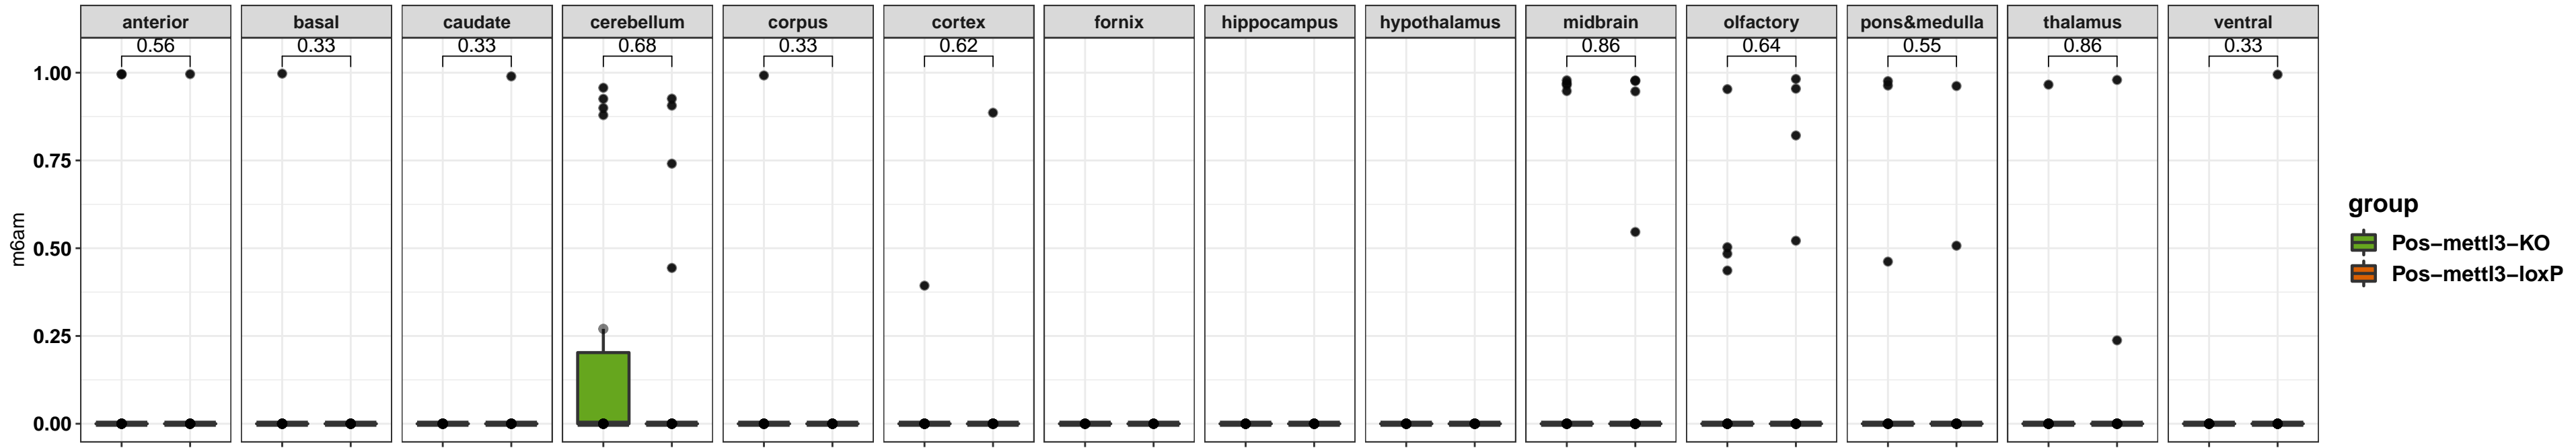 anterior basal caudate cerebellum corpus cortex fornix hippocampus hypothalamus midbrain olfactory pons&medulla thalamus ventral
0.56 0.33 0.33 0.68 0.33 0.62 0.86 0.64 0.55 0.86 0.33
1.00
0.75
0.50
0.25
0.00
m6am
group
Pos−mettl3−KO
Pos−mettl3−loxP